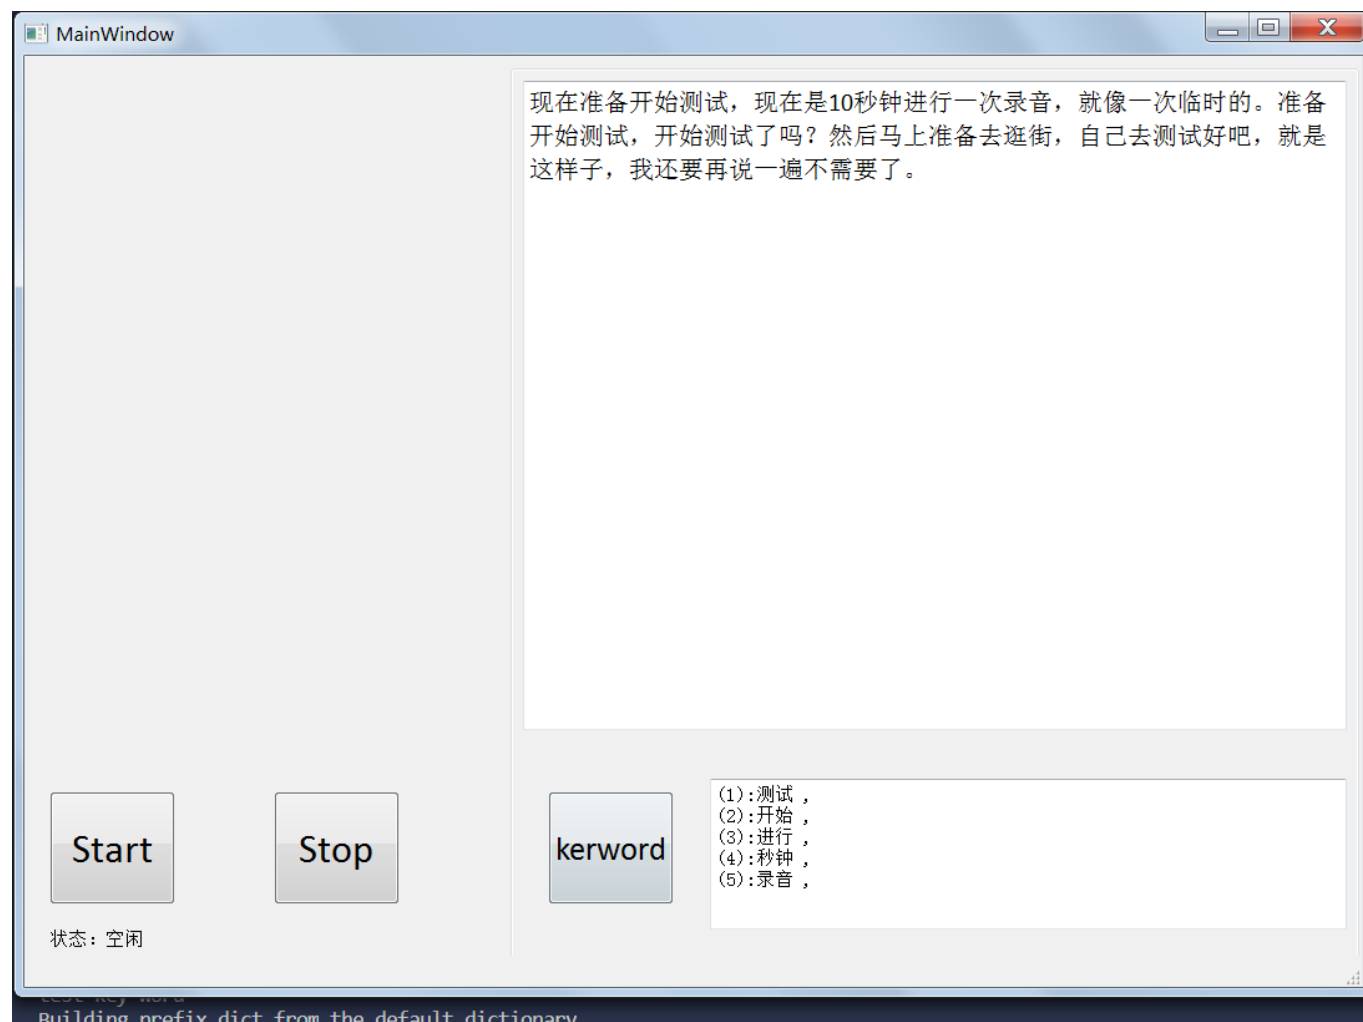 MainWindow
现在准备开始测试，现在是10秒钟进行一次录音，就像一次临时的。准备
开始测试，开始测试了吗？然后马上准备去逛街，自己去测试好吧，就是
这样子，我还要再说一遍不需要了。
Start
Stop
kerword
(1):测试 ,
(2):开始 ,
(3):进行 ,
(4):秒钟 ,
(5):录音 ,
状态：空闲
test key word
Building prefix dict from the default dictionary